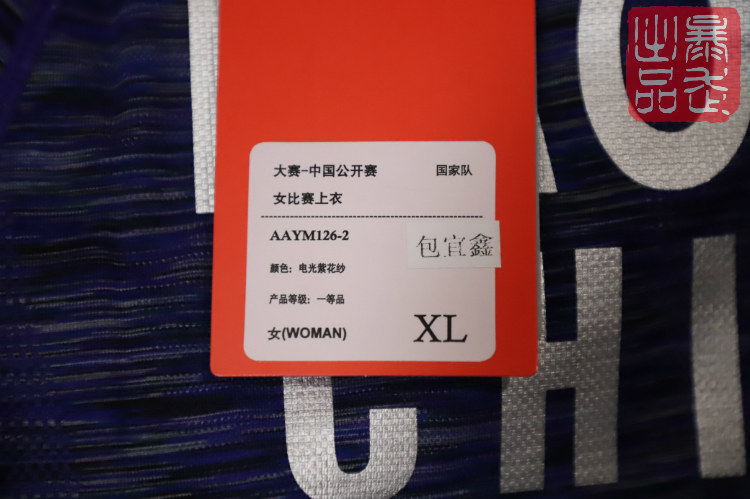 大赛-中国公开赛 国家队
女比赛上衣
AAYM126-2
包宜鑫
颜色：电光紫花纱
产品等级：一等品
女(WOMAN) XL
CHI
出品